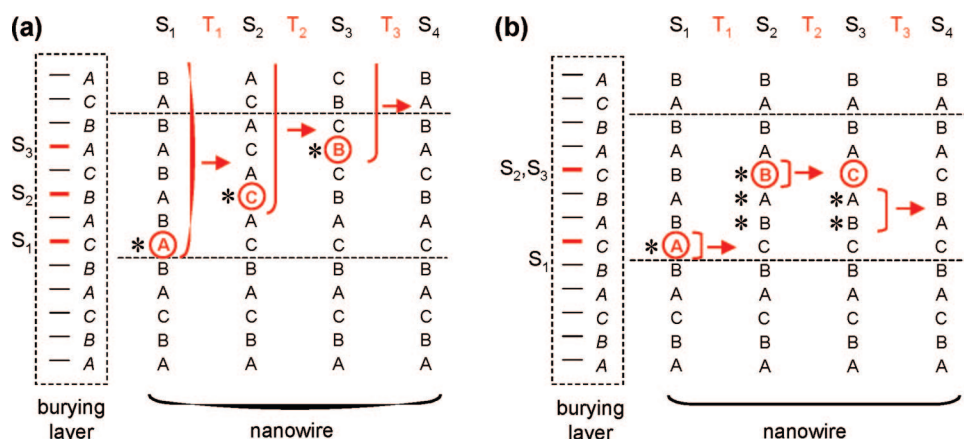 (a) S1 T1 S2 T2 S3 T3 S4
A B A C B
C A C B A
B B A C B
S3 A A C * B A
C B A C C
S2 B A * C B B
A B A A A
S1 C * A C C C
B B B B B
A A A A A
C C C C C
B B B B B
A A A A A
burying
layer
nanowire
(b) S1 T1 S2 T2 S3 T3 S4
A B B B B
C A A A A
B B B B B
A A A A A
S2,S3 C B * B C C
B A * A * A B
A B * B * B A
C * A C C C
S1 B B B B B
A A A A A
C C C C C
B B B B B
A A A A A
burying
layer
nanowire